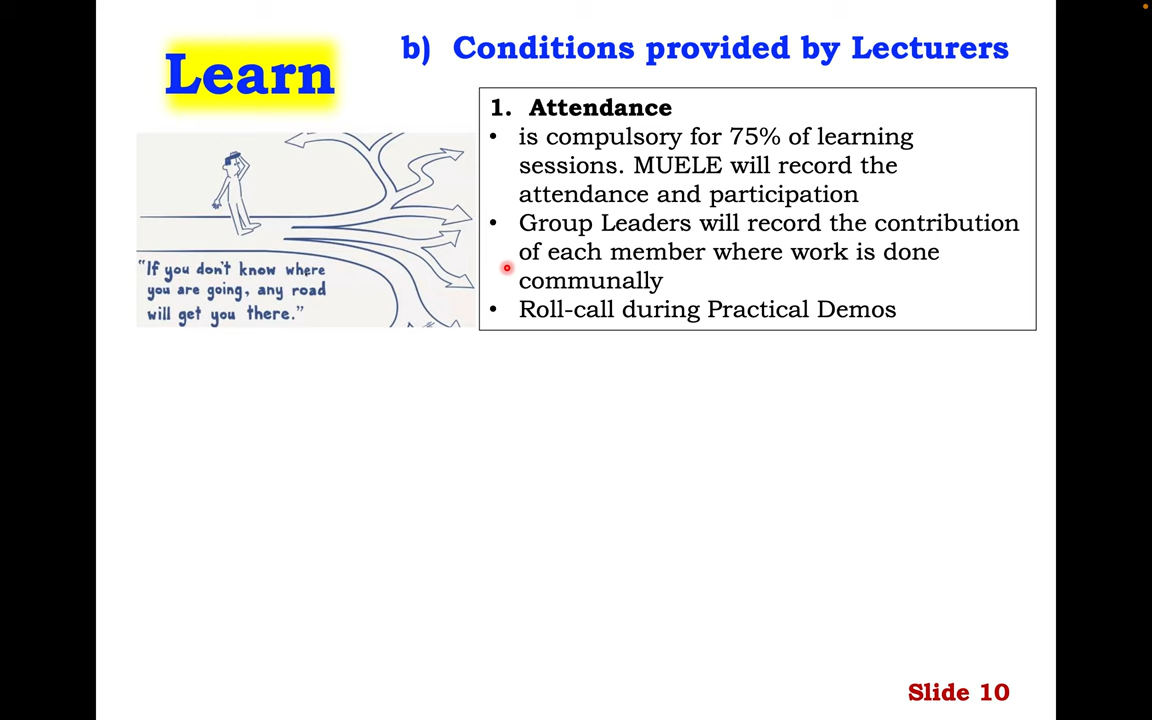 Learn
b) Conditions provided by Lecturers
1. Attendance
• is compulsory for 75% of learning
sessions. MUELE will record the
attendance and participation
• Group Leaders will record the contribution
of each member where work is done
communally
• Roll-call during Practical Demos
"If you don't know where
you are going, any road
will get you there."
Slide 10